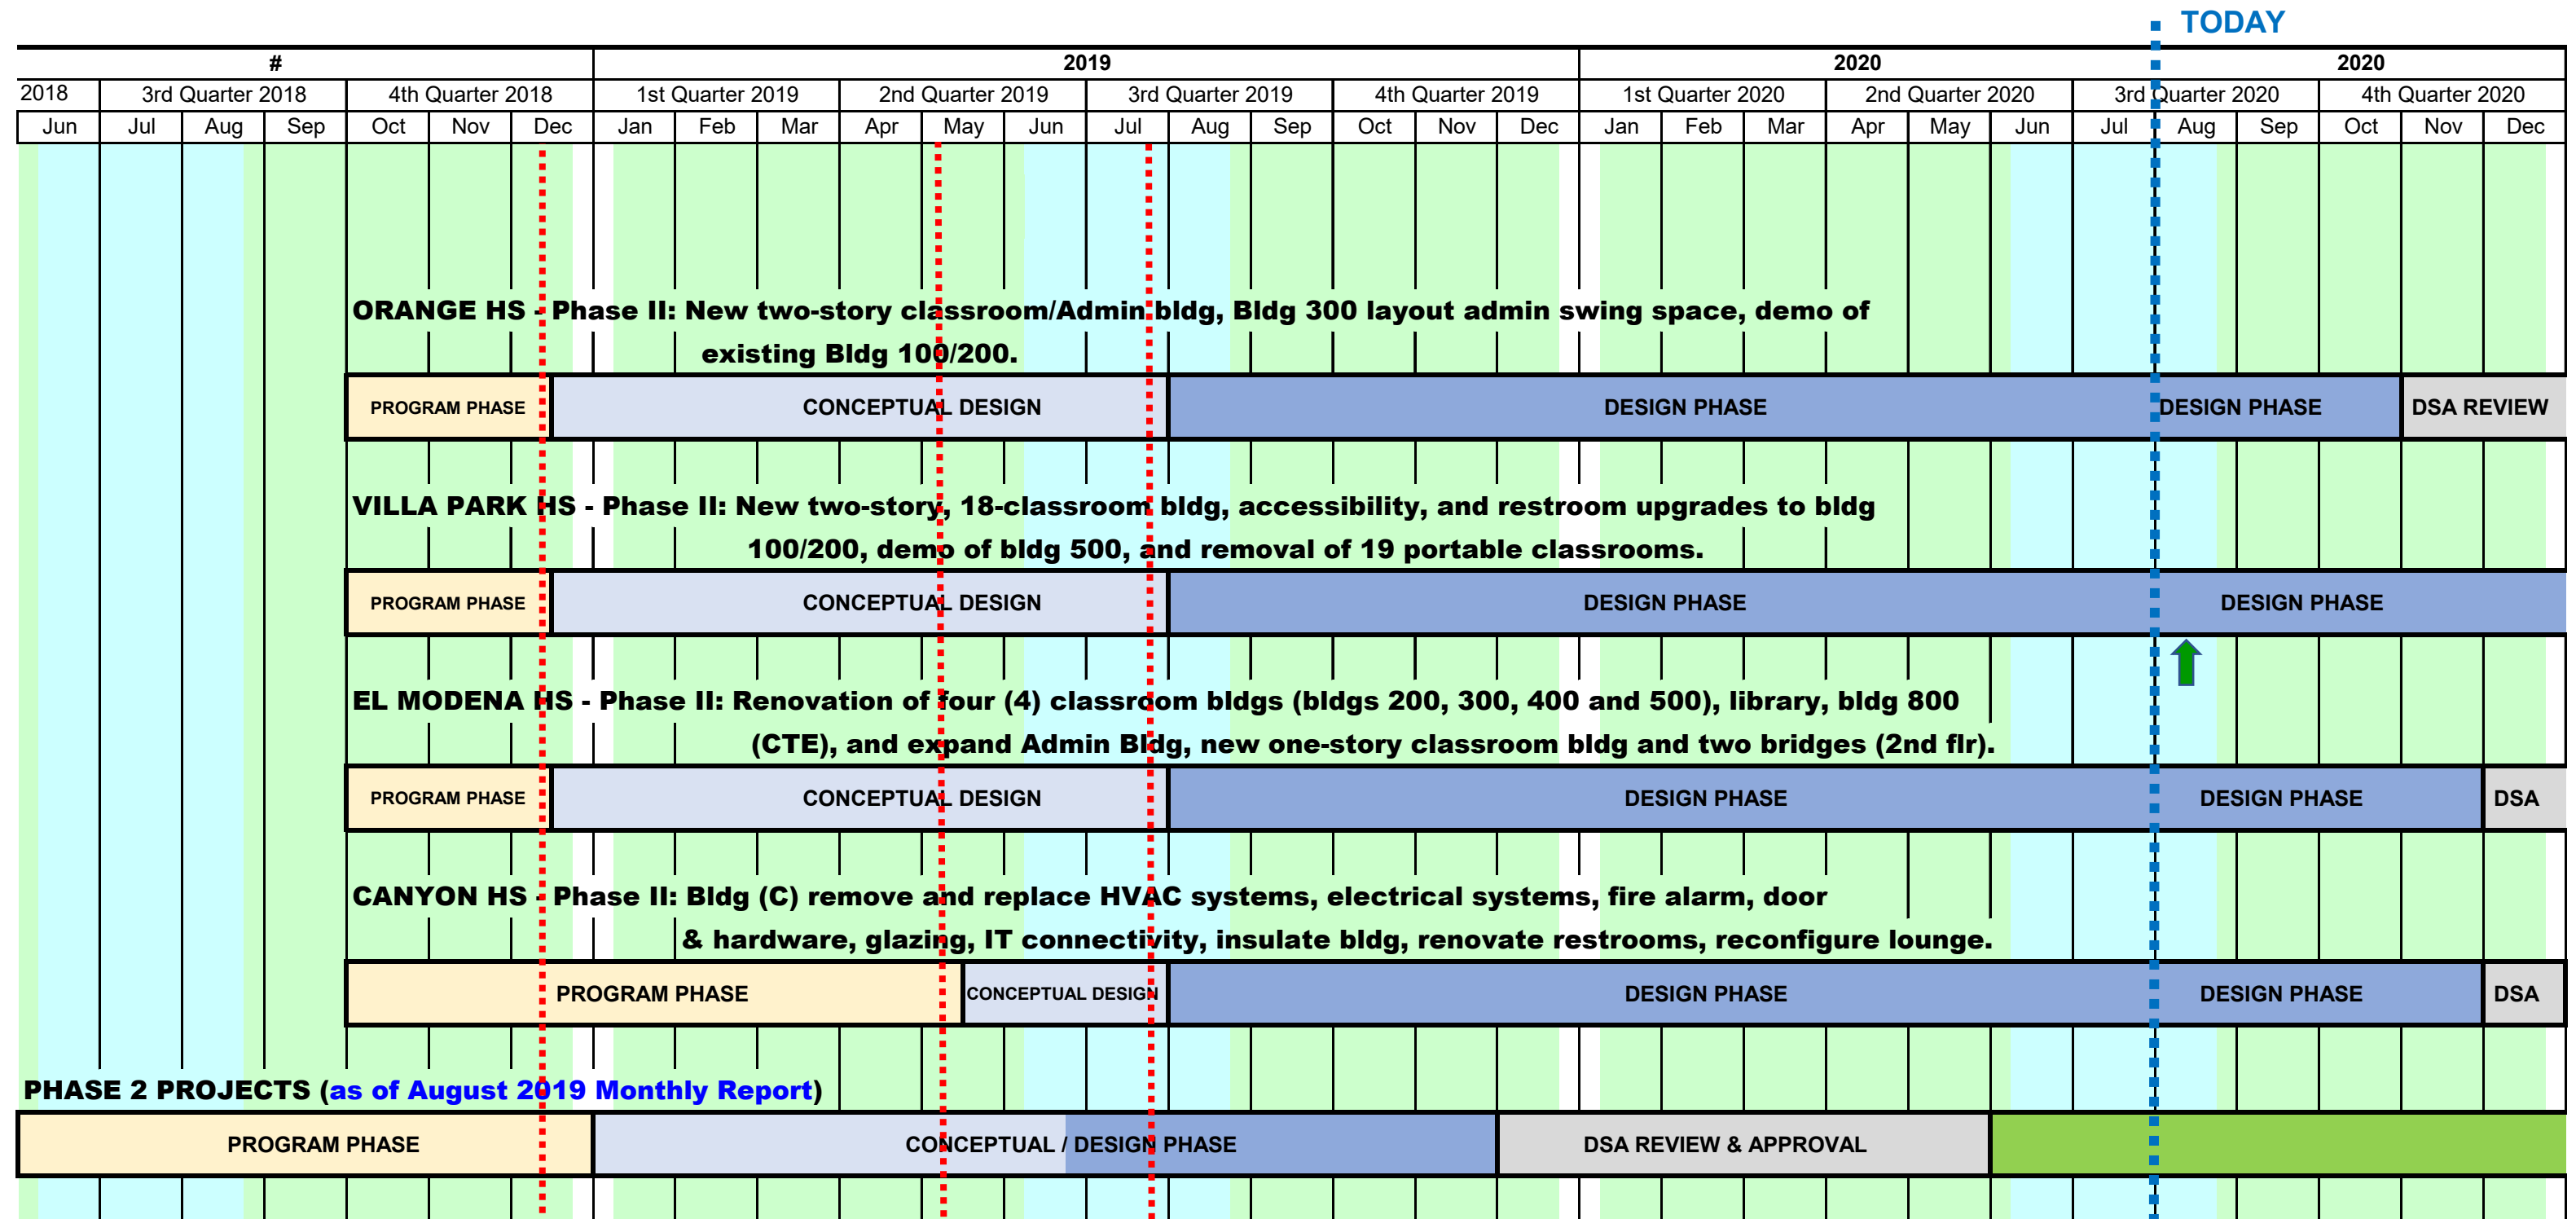 TODAY
# 2019 2020 2020
2018 3rd Quarter 2018 4th Quarter 2018 1st Quarter 2019 2nd Quarter 2019 3rd Quarter 2019 4th Quarter 2019 1st Quarter 2020 2nd Quarter 2020 3rd Quarter 2020 4th Quarter 2020
Jun Jul Aug Sep Oct Nov Dec Jan Feb Mar Apr May Jun Jul Aug Sep Oct Nov Dec Jan Feb Mar Apr May Jun Jul Aug Sep Oct Nov Dec
ORANGE HS - Phase II: New two-story classroom/Admin bldg, Bldg 300 layout admin swing space, demo of
existing Bldg 100/200.
PROGRAM PHASE CONCEPTUAL DESIGN DESIGN PHASE DESIGN PHASE DSA REVIEW
VILLA PARK HS - Phase II: New two-story, 18-classroom bldg, accessibility, and restroom upgrades to bldg
100/200, demo of bldg 500, and removal of 19 portable classrooms.
PROGRAM PHASE CONCEPTUAL DESIGN DESIGN PHASE DESIGN PHASE
EL MODENA HS - Phase II: Renovation of four (4) classroom bldgs (bldgs 200, 300, 400 and 500), library, bldg 800
(CTE), and expand Admin Bldg, new one-story classroom bldg and two bridges (2nd flr).
PROGRAM PHASE CONCEPTUAL DESIGN DESIGN PHASE DESIGN PHASE DSA
CANYON HS - Phase II: Bldg (C) remove and replace HVAC systems, electrical systems, fire alarm, door
& hardware, glazing, IT connectivity, insulate bldg, renovate restrooms, reconfigure lounge.
PROGRAM PHASE CONCEPTUAL DESIGN DESIGN PHASE DESIGN PHASE DSA
PHASE 2 PROJECTS (as of August 2019 Monthly Report)
PROGRAM PHASE CONCEPTUAL / DESIGN PHASE DSA REVIEW & APPROVAL